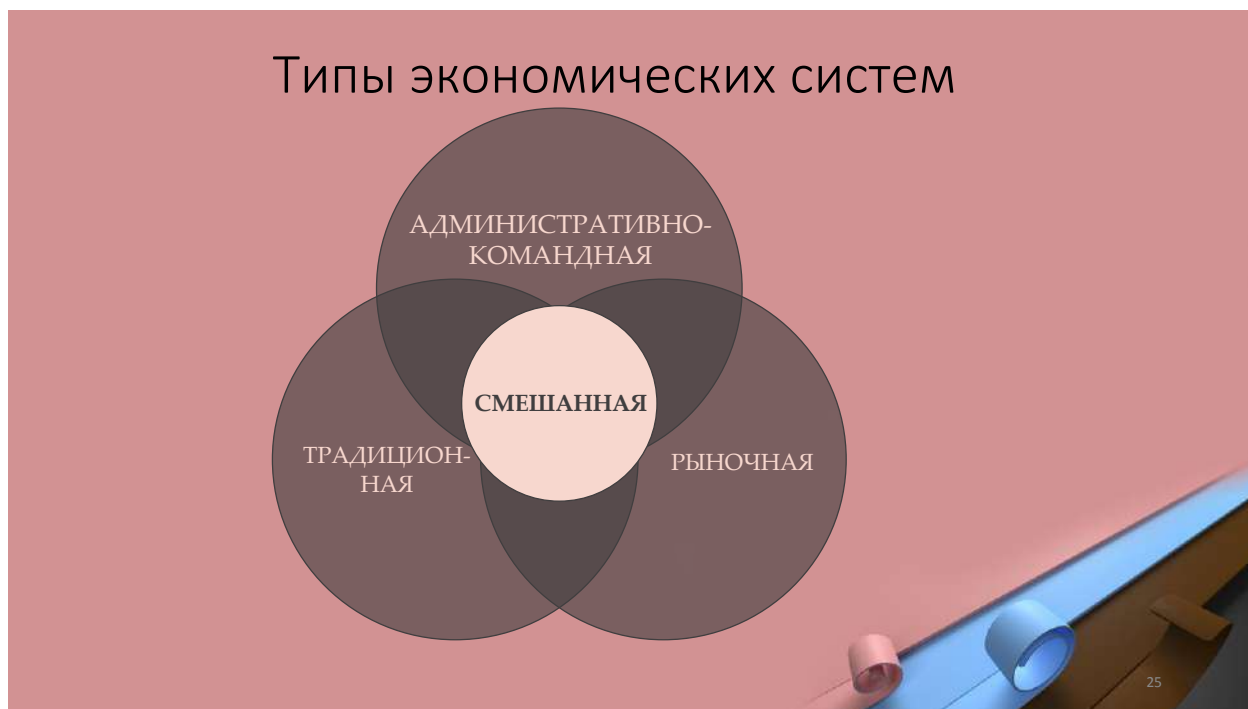 Типы экономических систем
АДМИНИСТРАТИВНО-
КОМАНДНАЯ
СМЕШАННАЯ
ТРАДИЦИОН-
НАЯ
РЫНОЧНАЯ
25